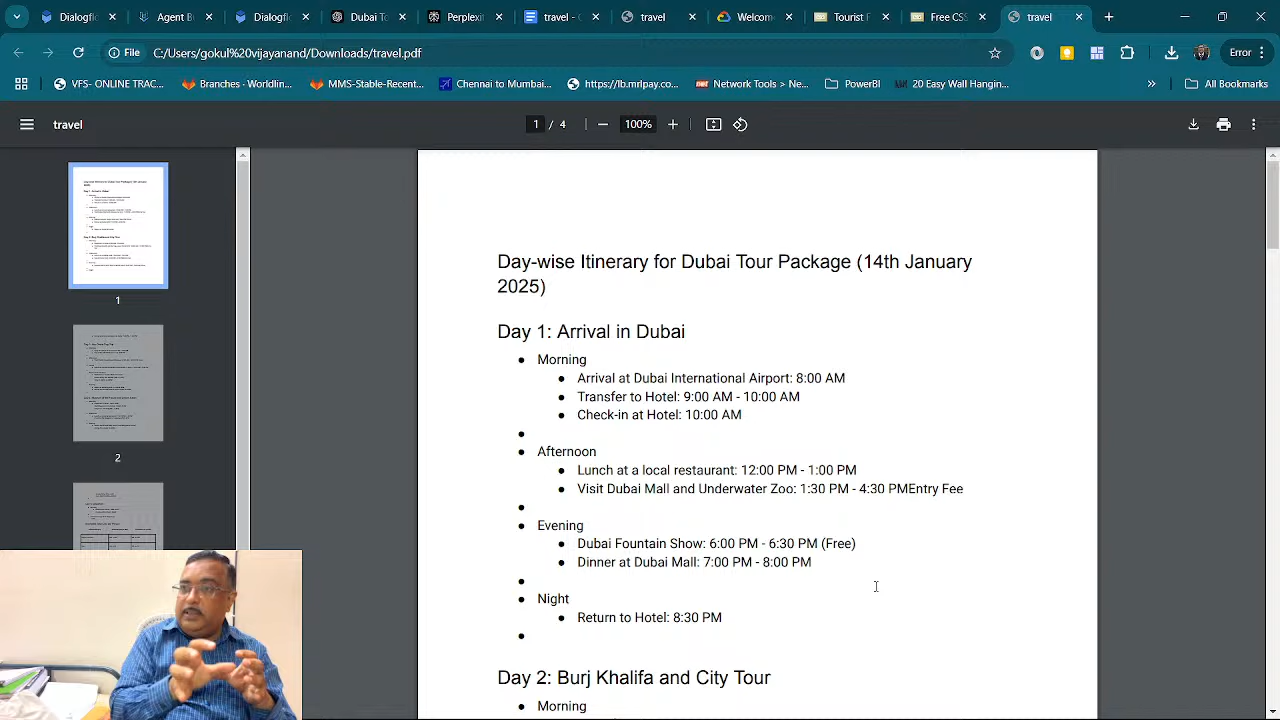 Dialogfl
Agent B
Dialogfl
Perplex
travel - G
travel
Welcom
Tourist F
Free CSS
travel
File C:/Users/gokul%20vijayanand/Downloads/travel.pdf
Error
VFS- ONLINE TRAC...
Branches - Worldlin...
MMS-Stable-Recent...
Chennai to Mumbai...
https://lb.mrlpay.co...
Network Tools > Ne...
PowerBI
20 Easy Wall Hangin...
All Bookmarks
travel
1 / 4
100%
1
2
Day-wise Itinerary for Dubai Tour Package (14th January
2025)
Day 1: Arrival in Dubai
Morning
Arrival at Dubai International Airport: 8:00 AM
Transfer to Hotel: 9:00 AM - 10:00 AM
Check-in at Hotel: 10:00 AM
Afternoon
Lunch at a local restaurant: 12:00 PM - 1:00 PM
Visit Dubai Mall and Underwater Zoo: 1:30 PM - 4:30 PMEntry Fee
Evening
Dubai Fountain Show: 6:00 PM - 6:30 PM (Free)
Dinner at Dubai Mall: 7:00 PM - 8:00 PM
Night
Return to Hotel: 8:30 PM
Day 2: Burj Khalifa and City Tour
Morning